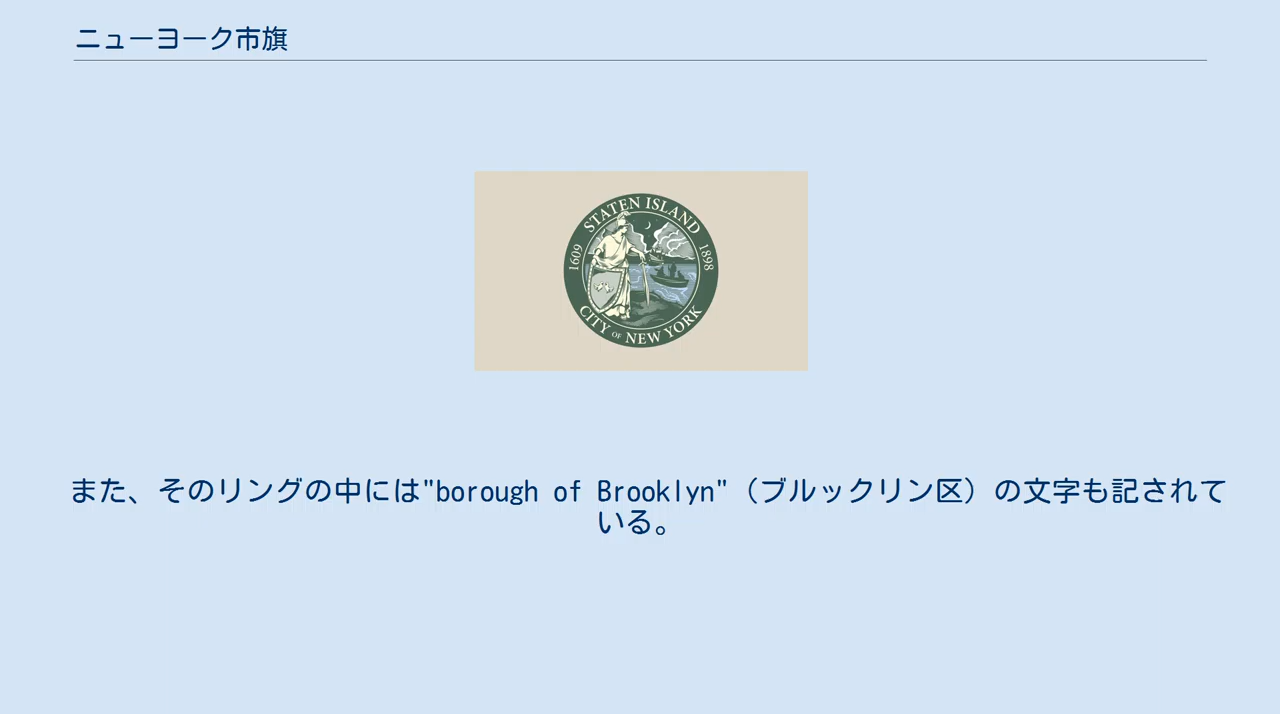 ニューヨーク市旗
STATEN ISLAND
1609
1898
CITY OF NEW YORK
また、そのリングの中には"borough of Brooklyn"（ブルックリン区）の文字も記されて
いる。